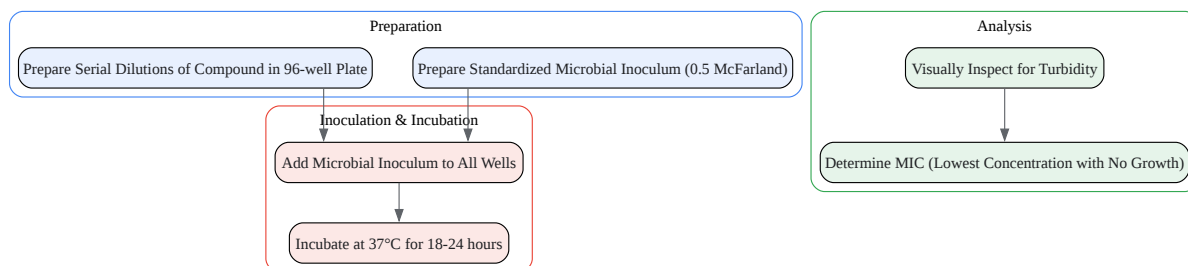 Preparation
Prepare Serial Dilutions of Compound in 96-well Plate
Prepare Standardized Microbial Inoculum (0.5 McFarland)
Inoculation & Incubation
Add Microbial Inoculum to All Wells
Incubate at 37°C for 18-24 hours
Analysis
Visually Inspect for Turbidity
Determine MIC (Lowest Concentration with No Growth)